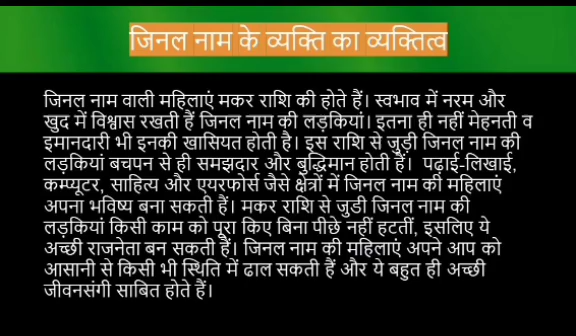 जिनल नाम के व्यक्ति का व्यक्तित्व
जिनल नाम वाली महिलाएं मकर राशि की होते हैं। स्वभाव में नरम और
खुद में विश्वास रखती हैं जिनल नाम की लड़कियां। इतना ही नहीं मेहनती व
इमानदारी भी इनकी खासियत होती है। इस राशि से जुड़ी जिनल नाम की
लड़कियां बचपन से ही समझदार और बुद्धिमान होती हैं। पढ़ाई-लिखाई,
कम्प्यूटर, साहित्य और एयरफोर्स जैसे क्षेत्रों में जिनल नाम की महिलाएं
अपना भविष्य बना सकती हैं। मकर राशि से जुडी जिनल नाम की
लड़कियां किसी काम को पूरा किए बिना पीछे नहीं हटतीं, इसलिए ये
अच्छी राजनेता बन सकती हैं। जिनल नाम की महिलाएं अपने आप को
आसानी से किसी भी स्थिति में ढाल सकती हैं और ये बहुत ही अच्छी
जीवनसंगी साबित होते हैं।